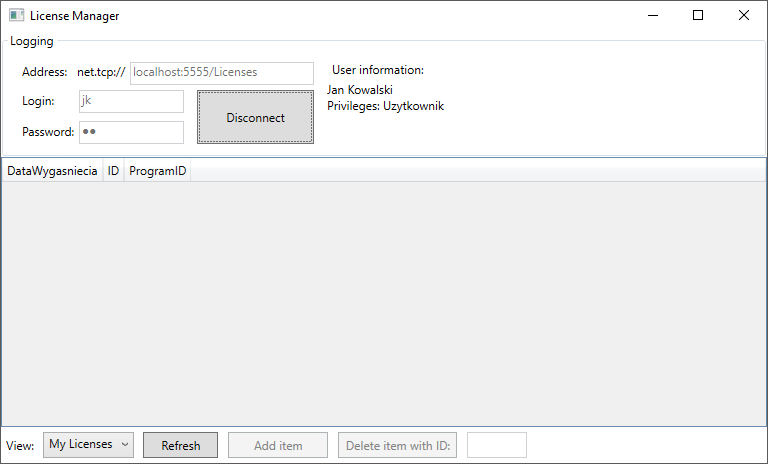 License Manager
Logging
Address: net.tcp:// localhost:5555/Licenses
User information:
Login: jk
Jan Kowalski
Privileges: Uzytkownik
Disconnect
Password: ●●
DataWygasniecia ID ProgramID
View: My Licenses Refresh Add item Delete item with ID: